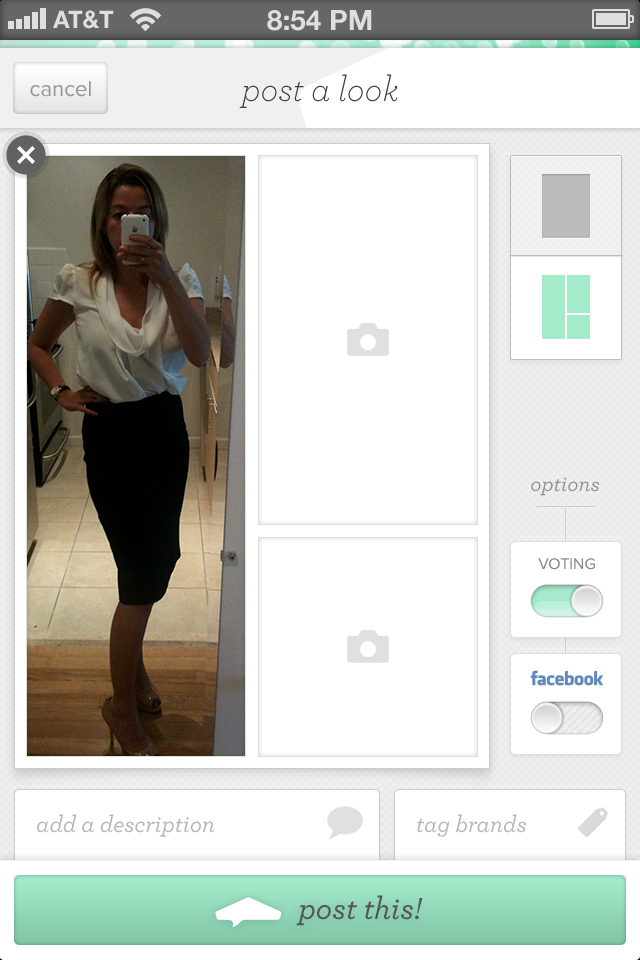 AT&T 8:54 PM
cancel
post a look
options
VOTING
facebook
add a description
tag brands
post this!